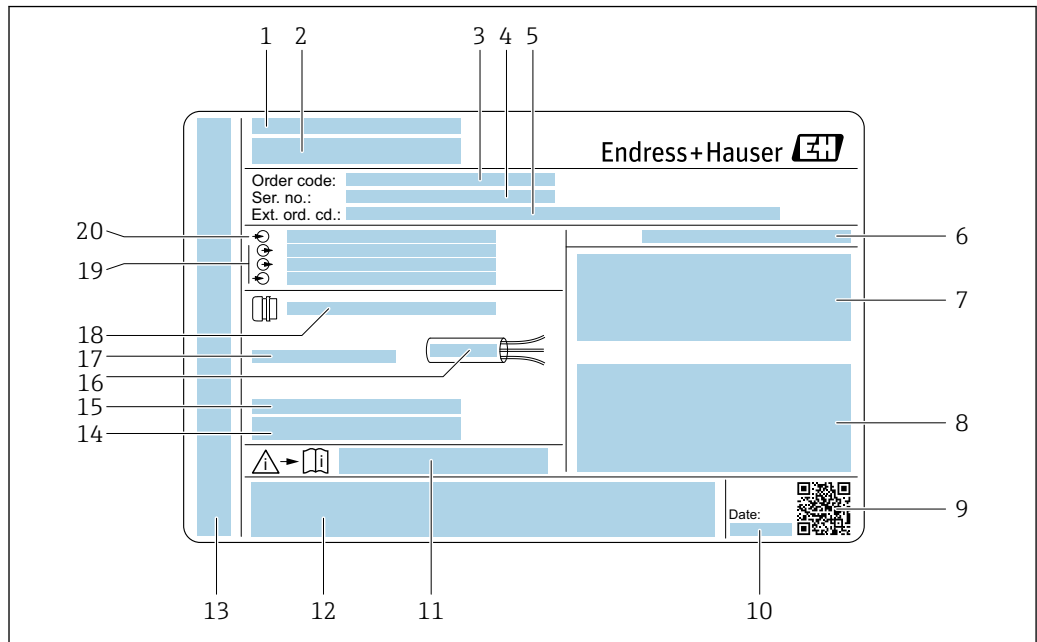 1 2 3 4 5
Endress+Hauser EH
Order code:
Ser. no.:
Ext. ord. cd.:
20
6
19
7
18
17
16
15
14
8
i i
Date:
9
13 12 11 10